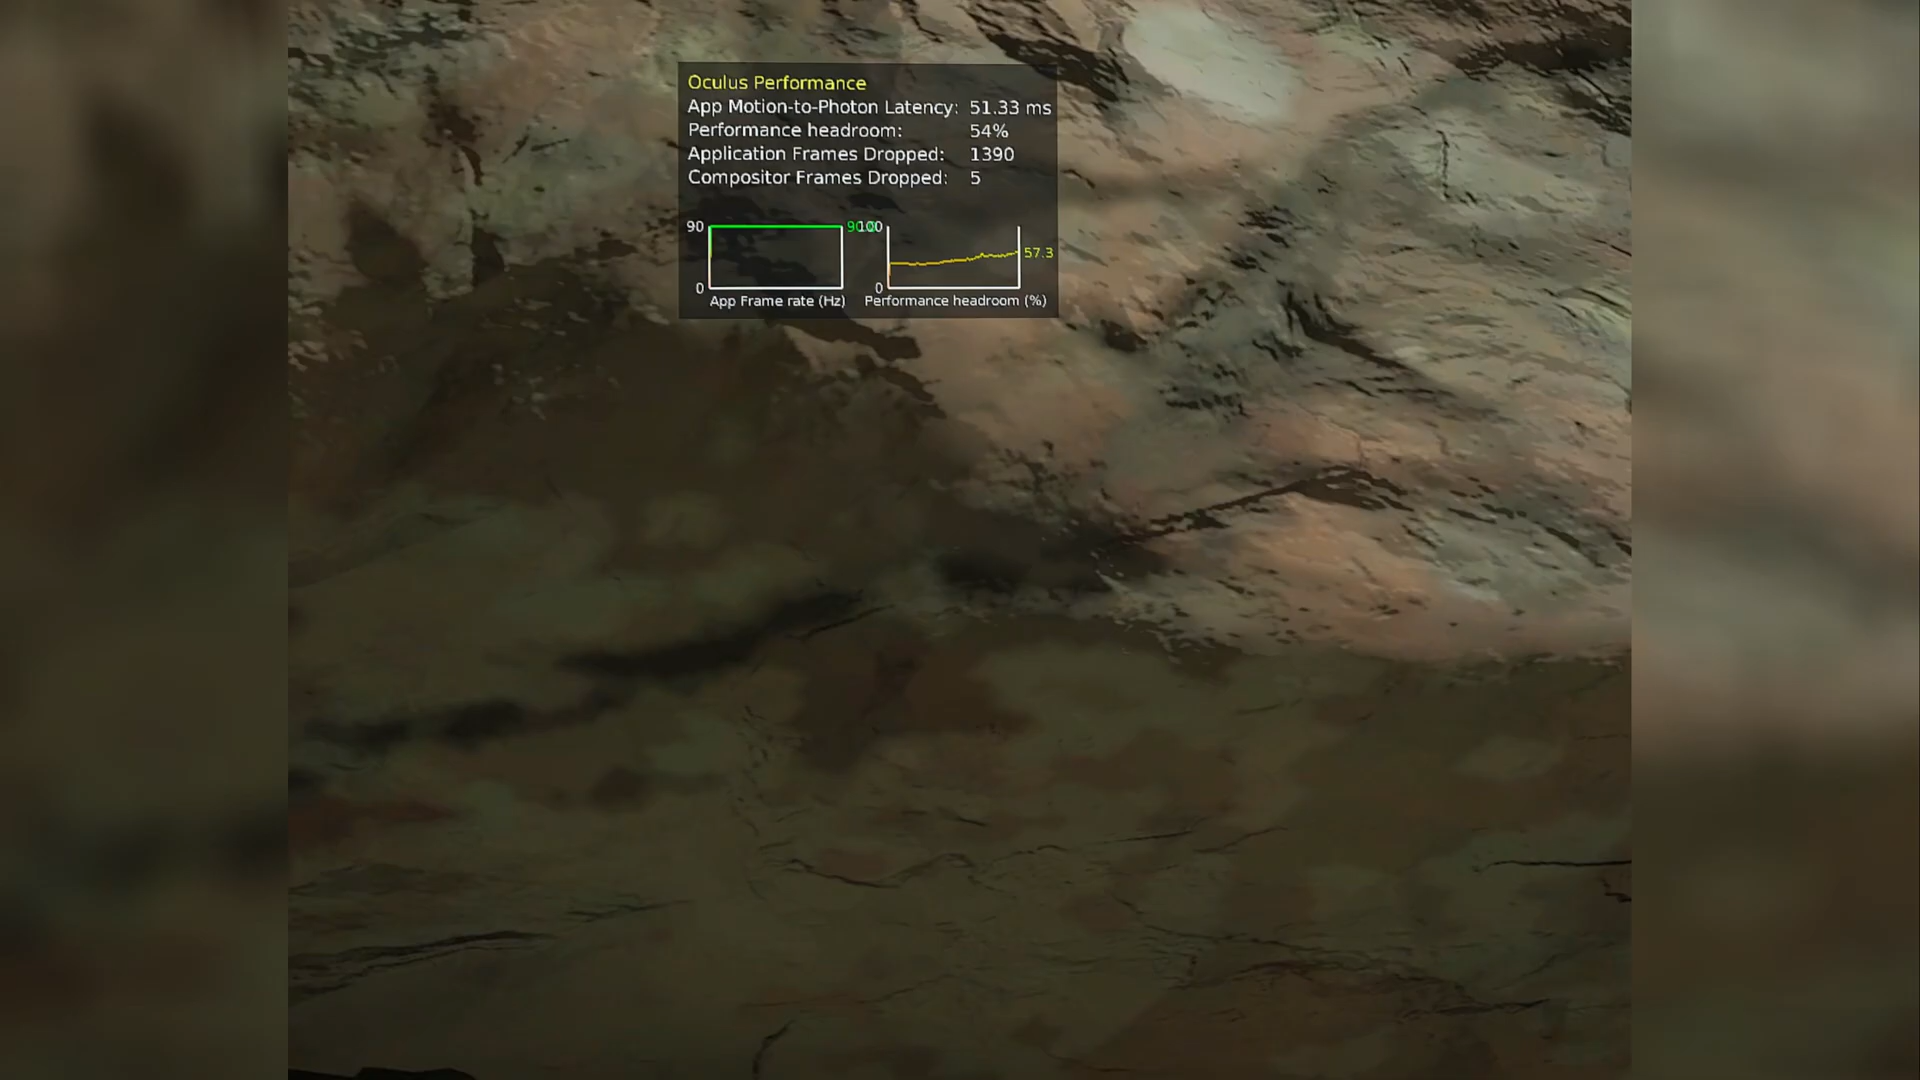 Oculus Performance
App Motion-to-Photon Latency: 51.33 ms
Performance headroom: 54%
Application Frames Dropped: 1390
Compositor Frames Dropped: 5
90
100
57.3
0
0
App Frame rate (Hz)
Performance headroom (%)